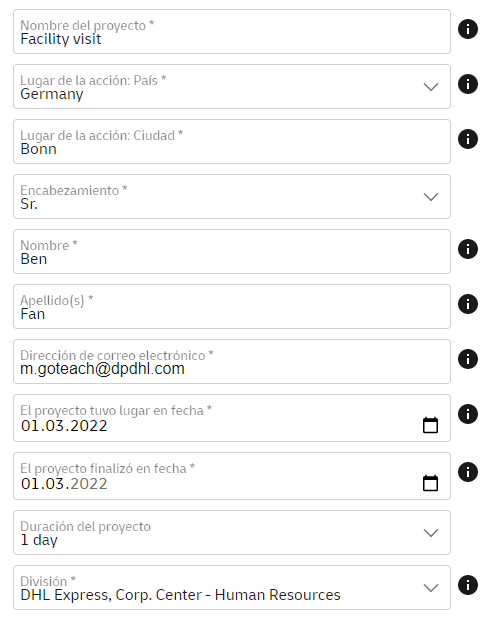 Nombre del proyecto *
Facility visit
Lugar de la acción: País *
Germany
Lugar de la acción: Ciudad *
Bonn
Encabezamiento *
Sr.
Nombre *
Ben
Apellido(s) *
Fan
Dirección de correo electrónico *
m.goteach@dpdhl.com
El proyecto tuvo lugar en fecha *
01.03.2022
El proyecto finalizó en fecha *
01.03.2022
Duración del proyecto
1 day
División *
DHL Express, Corp. Center - Human Resources